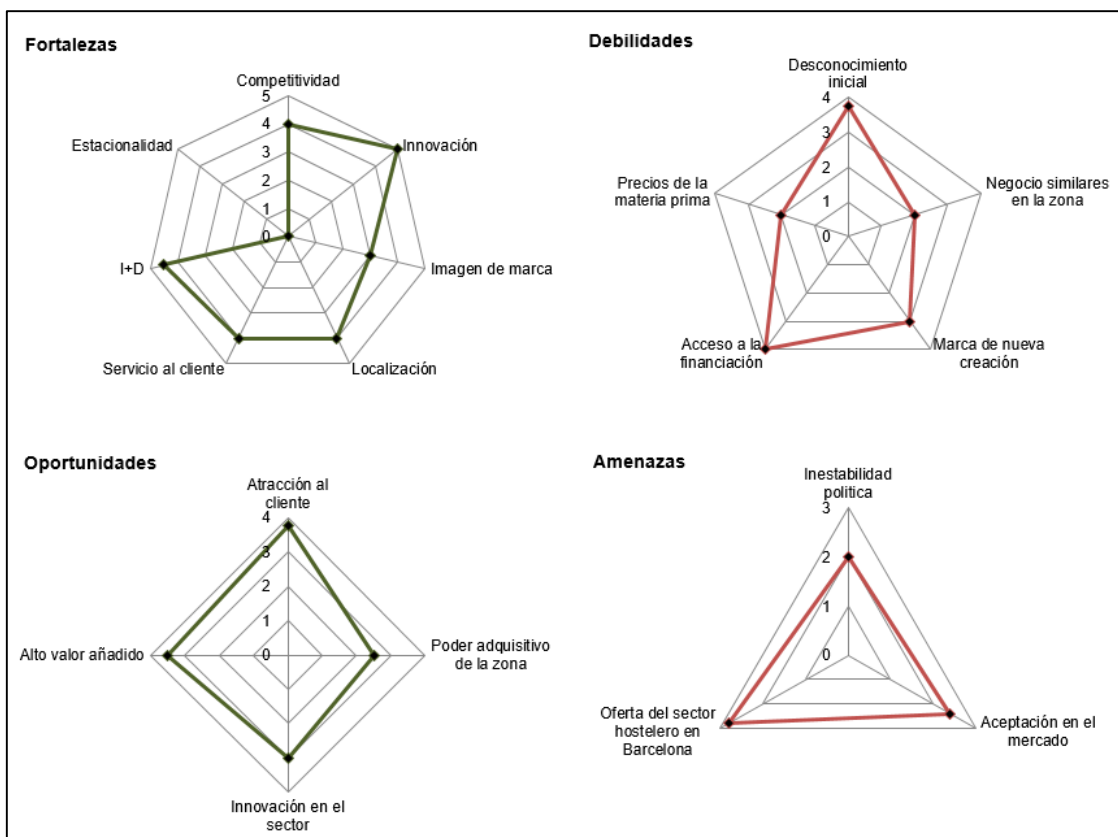 Fortalezas
Competitividad
5
4
3
2
1
0
Innovación
Imagen de marca
Localización
Servicio al cliente
I+D
Estacionalidad
Debilidades
Desconocimiento
inicial
4
3
2
1
0
Negocio similares
en la zona
Marca de nueva
creación
Acceso a la
financiación
Precios de la
materia prima
Oportunidades
Atracción al
cliente
4
3
2
1
0
Poder adquisitivo
de la zona
Innovación en el
sector
Alto valor añadido
Amenazas
Inestabilidad
politica
3
2
1
0
Aceptación en el
mercado
Oferta del sector
hostelero en
Barcelona